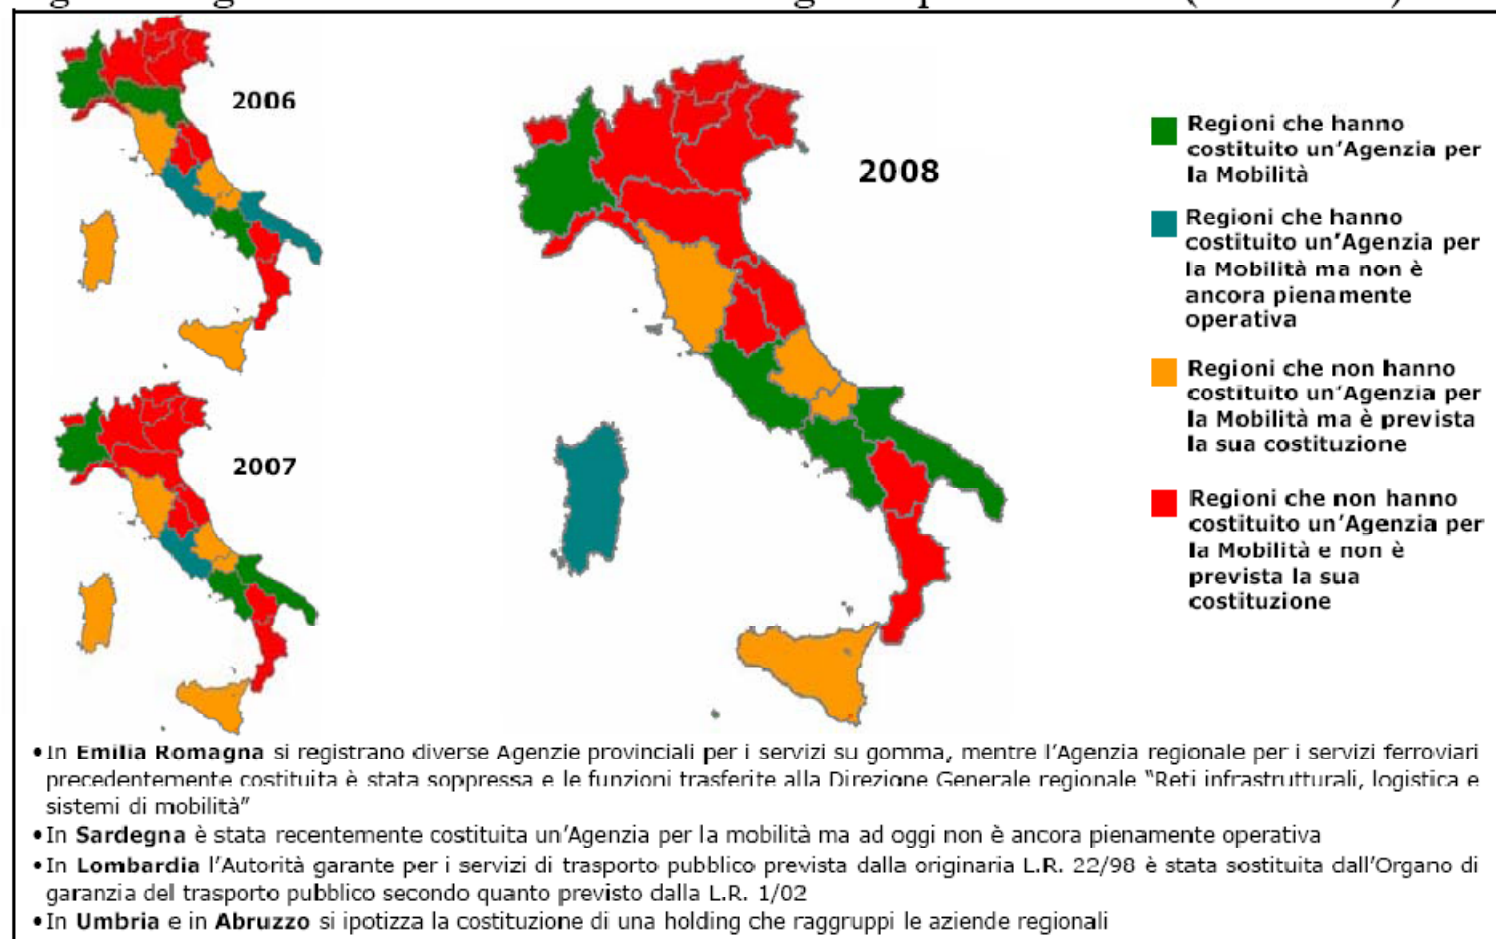 2006
2007
2008
Regioni che hanno
costituito un'Agenzia per
la Mobilità
Regioni che hanno
costituito un'Agenzia per
la Mobilità ma non è
ancora pienamente
operativa
Regioni che non hanno
costituito un'Agenzia per
la Mobilità ma è prevista
la sua costituzione
Regioni che non hanno
costituito un'Agenzia per
la Mobilità e non è
prevista la sua
costituzione
• In Emilia Romagna si registrano diverse Agenzie provinciali per i servizi su gomma, mentre l'Agenzia regionale per i servizi ferroviari
precedentemente costituita è stata soppressa e le funzioni trasferite alla Direzione Generale regionale "Reti infrastrutturali, logistica e
sistemi di mobilità"
• In Sardegna è stata recentemente costituita un'Agenzia per la mobilità ma ad oggi non è ancora pienamente operativa
• In Lombardia l'Autorità garante per i servizi di trasporto pubblico prevista dalla originaria L.R. 22/98 è stata sostituita dall'Organo di
garanzia del trasporto pubblico secondo quanto previsto dalla L.R. 1/02
• In Umbria e in Abruzzo si ipotizza la costituzione di una holding che raggruppi le aziende regionali